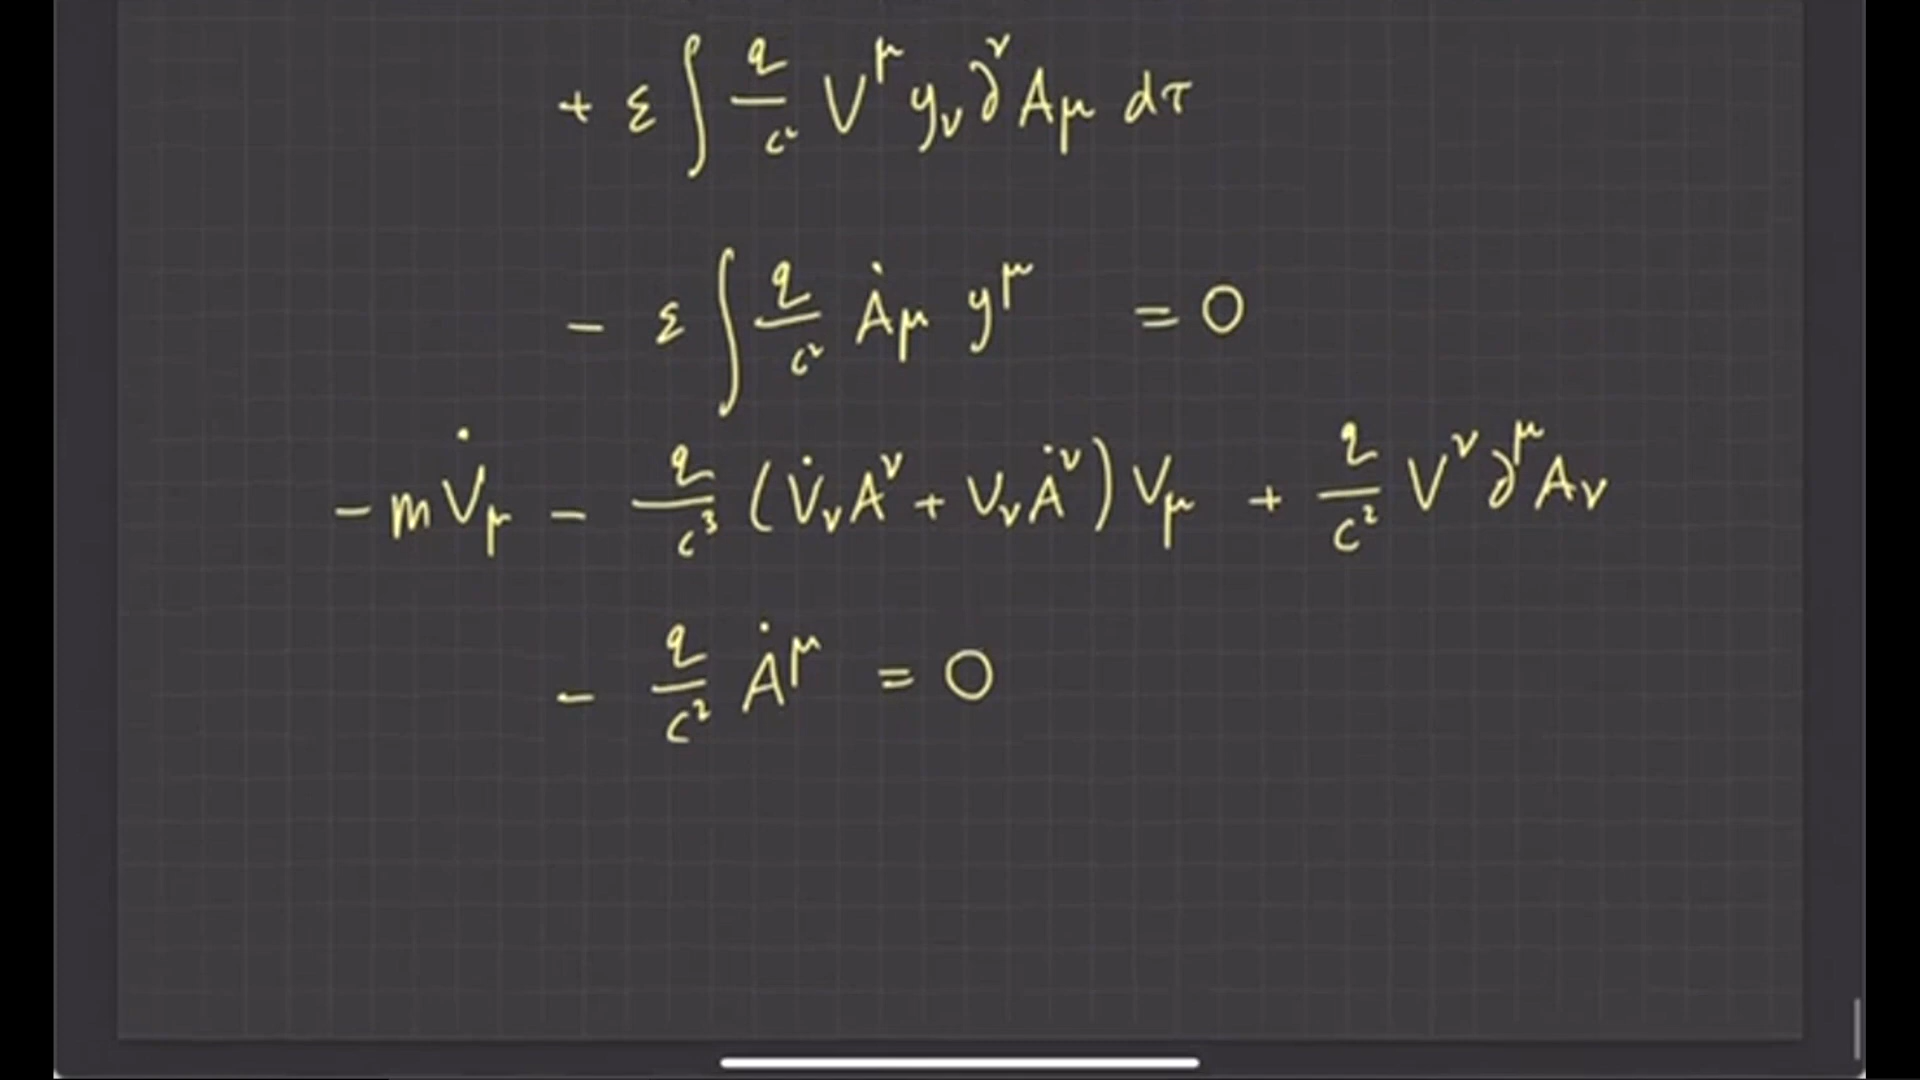 + ε ∫ q/c² V^μ y_ν ∂^ν A_μ dτ
− ε ∫ q/c² Ȧ_μ y^μ = 0
− m V̇_μ − q/c³ (V̇_ν A^ν + V_ν Ȧ^ν) V_μ + q/c² V^ν ∂^μ A_ν
− q/c² Ȧ^μ = 0